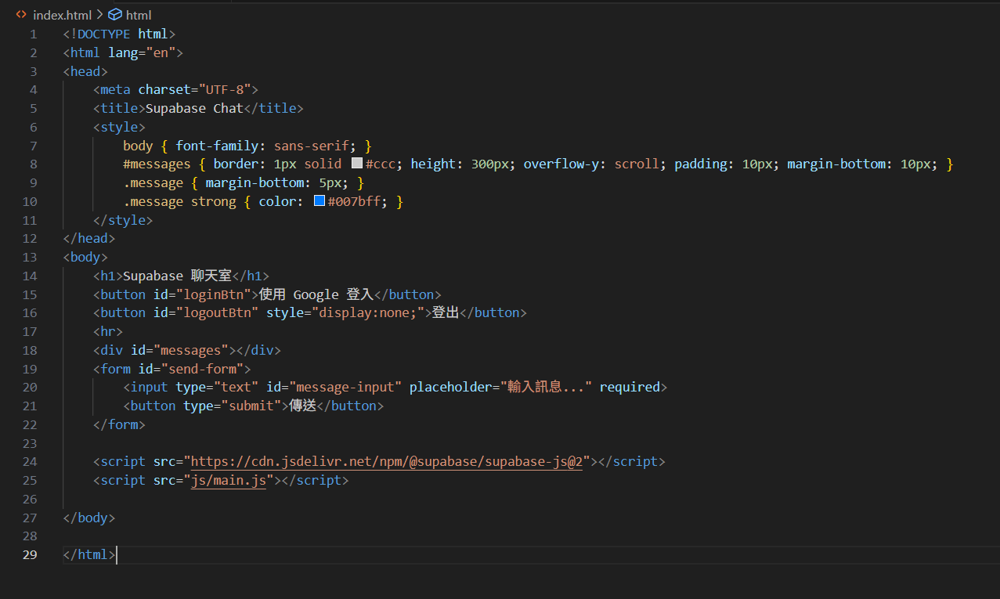 index.html > html
1 <!DOCTYPE html>
2 <html lang="en">
3 <head>
4     <meta charset="UTF-8">
5     <title>Supabase Chat</title>
6     <style>
7         body { font-family: sans-serif; }
8         #messages { border: 1px solid #ccc; height: 300px; overflow-y: scroll; padding: 10px; margin-bottom: 10px; }
9         .message { margin-bottom: 5px; }
10         .message strong { color: #007bff; }
11     </style>
12 </head>
13 <body>
14     <h1>Supabase 聊天室</h1>
15     <button id="loginBtn">使用 Google 登入</button>
16     <button id="logoutBtn" style="display:none;">登出</button>
17     <hr>
18     <div id="messages"></div>
19     <form id="send-form">
20         <input type="text" id="message-input" placeholder="輸入訊息..." required>
21         <button type="submit">傳送</button>
22     </form>
23
24     <script src="https://cdn.jsdelivr.net/npm/@supabase/supabase-js@2"></script>
25     <script src="js/main.js"></script>
26
27 </body>
28
29 </html>